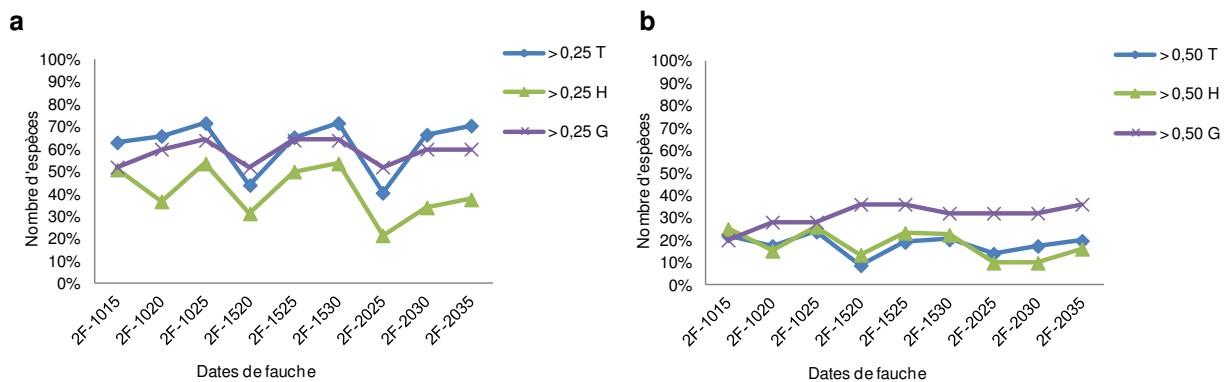 a
100%
90%
80%
70%
60%
50%
40%
30%
20%
10%
0%
Nombre d'espèces
2F-1015
2F-1020
2F-1025
2F-1520
2F-1525
2F-1530
2F-2025
2F-2030
2F-2035
Dates de fauche
> 0,25 T
> 0,25 H
> 0,25 G
b
100%
90%
80%
70%
60%
50%
40%
30%
20%
10%
0%
Nombre d'espèces
2F-1015
2F-1020
2F-1025
2F-1520
2F-1525
2F-1530
2F-2025
2F-2030
2F-2035
Dates de fauche
> 0,50 T
> 0,50 H
> 0,50 G